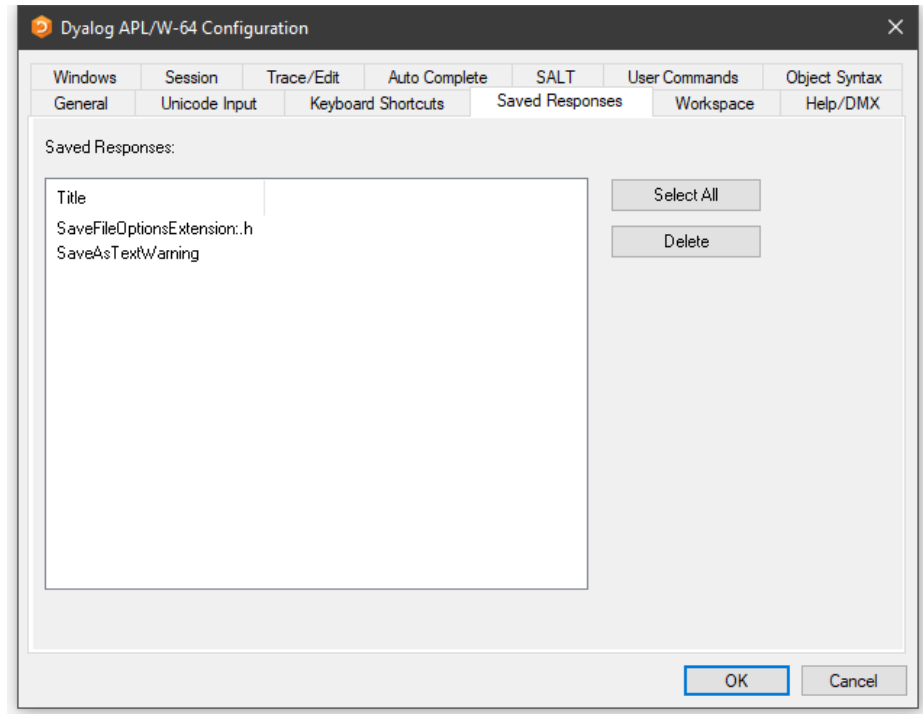 Dyalog APL/W-64 Configuration
Windows Session Trace/Edit Auto Complete SALT User Commands Object Syntax
General Unicode Input Keyboard Shortcuts Saved Responses Workspace Help/DMX
Saved Responses:
Title
SaveFileOptionsExtension:.h
SaveAsTextWarning
Select All
Delete
OK Cancel